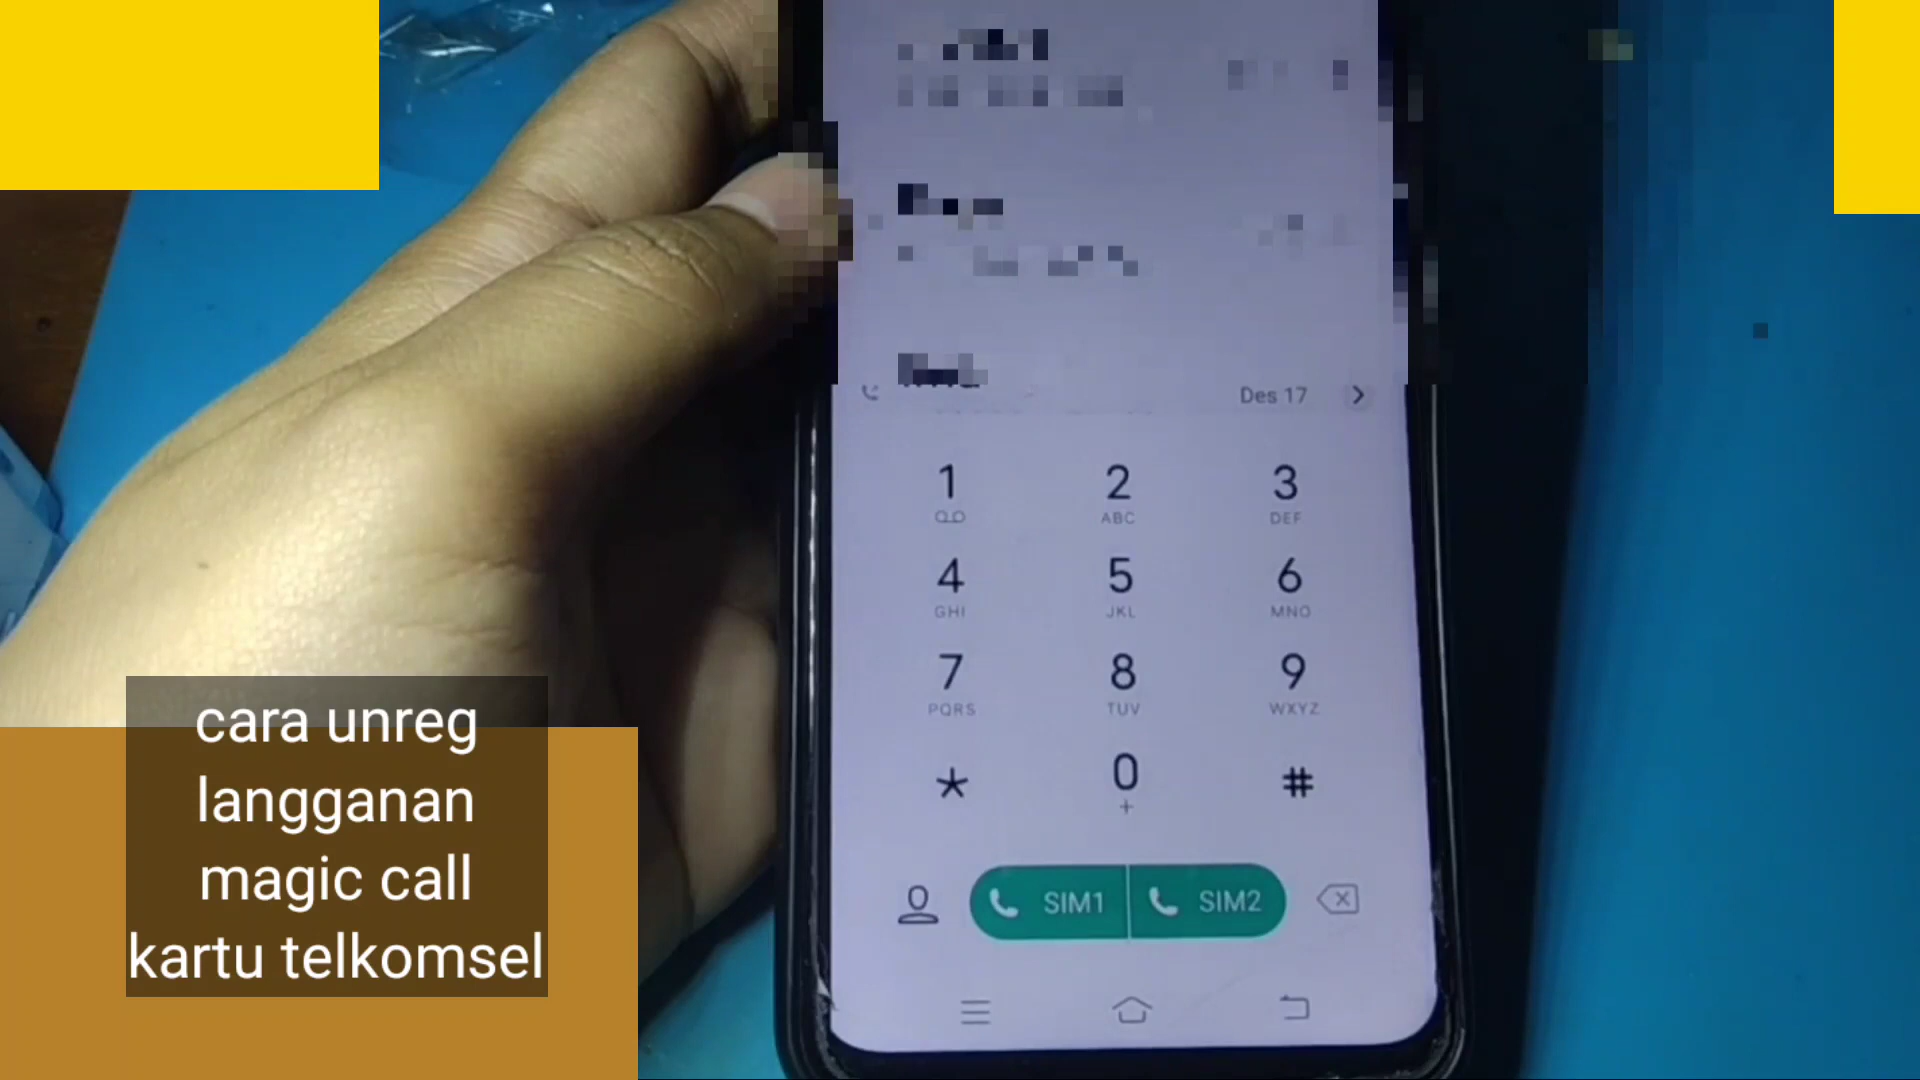 Des 17
1
2
ABC
3
DEF
4
GHI
5
JKL
6
MNO
7
PQRS
8
TUV
9
WXYZ
*
0
+
#
SIM1
SIM2
cara unreg
langganan
magic call
kartu telkomsel